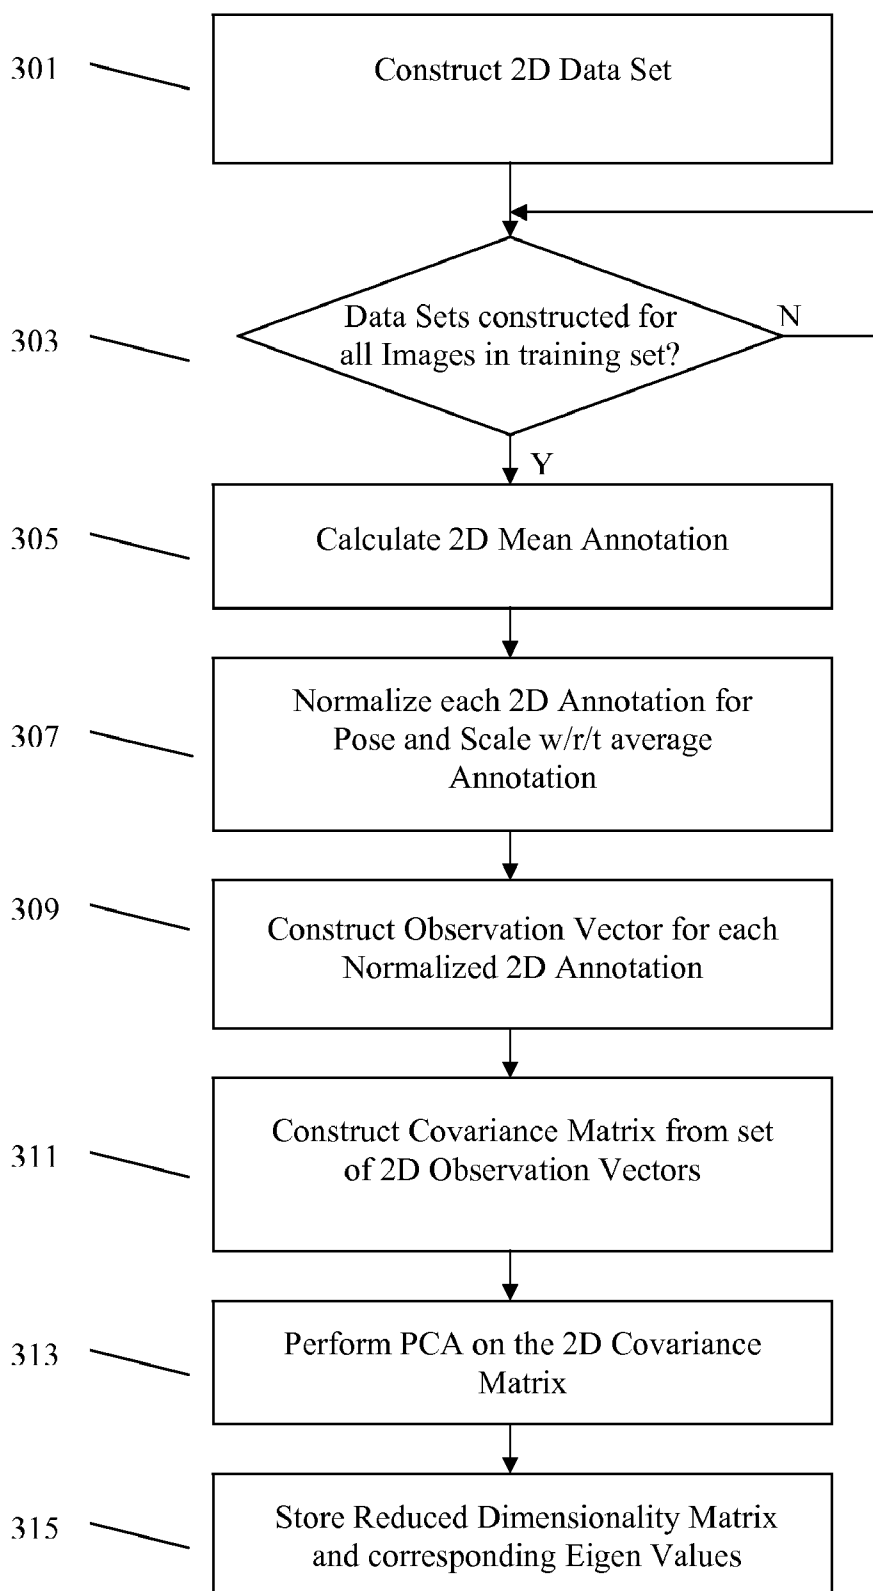 301
Construct 2D Data Set
303
Data Sets constructed for
all Images in training set?
N
Y
305
Calculate 2D Mean Annotation
307
Normalize each 2D Annotation for
Pose and Scale w/r/t average
Annotation
309
Construct Observation Vector for each
Normalized 2D Annotation
311
Construct Covariance Matrix from set
of 2D Observation Vectors
313
Perform PCA on the 2D Covariance
Matrix
315
Store Reduced Dimensionality Matrix
and corresponding Eigen Values